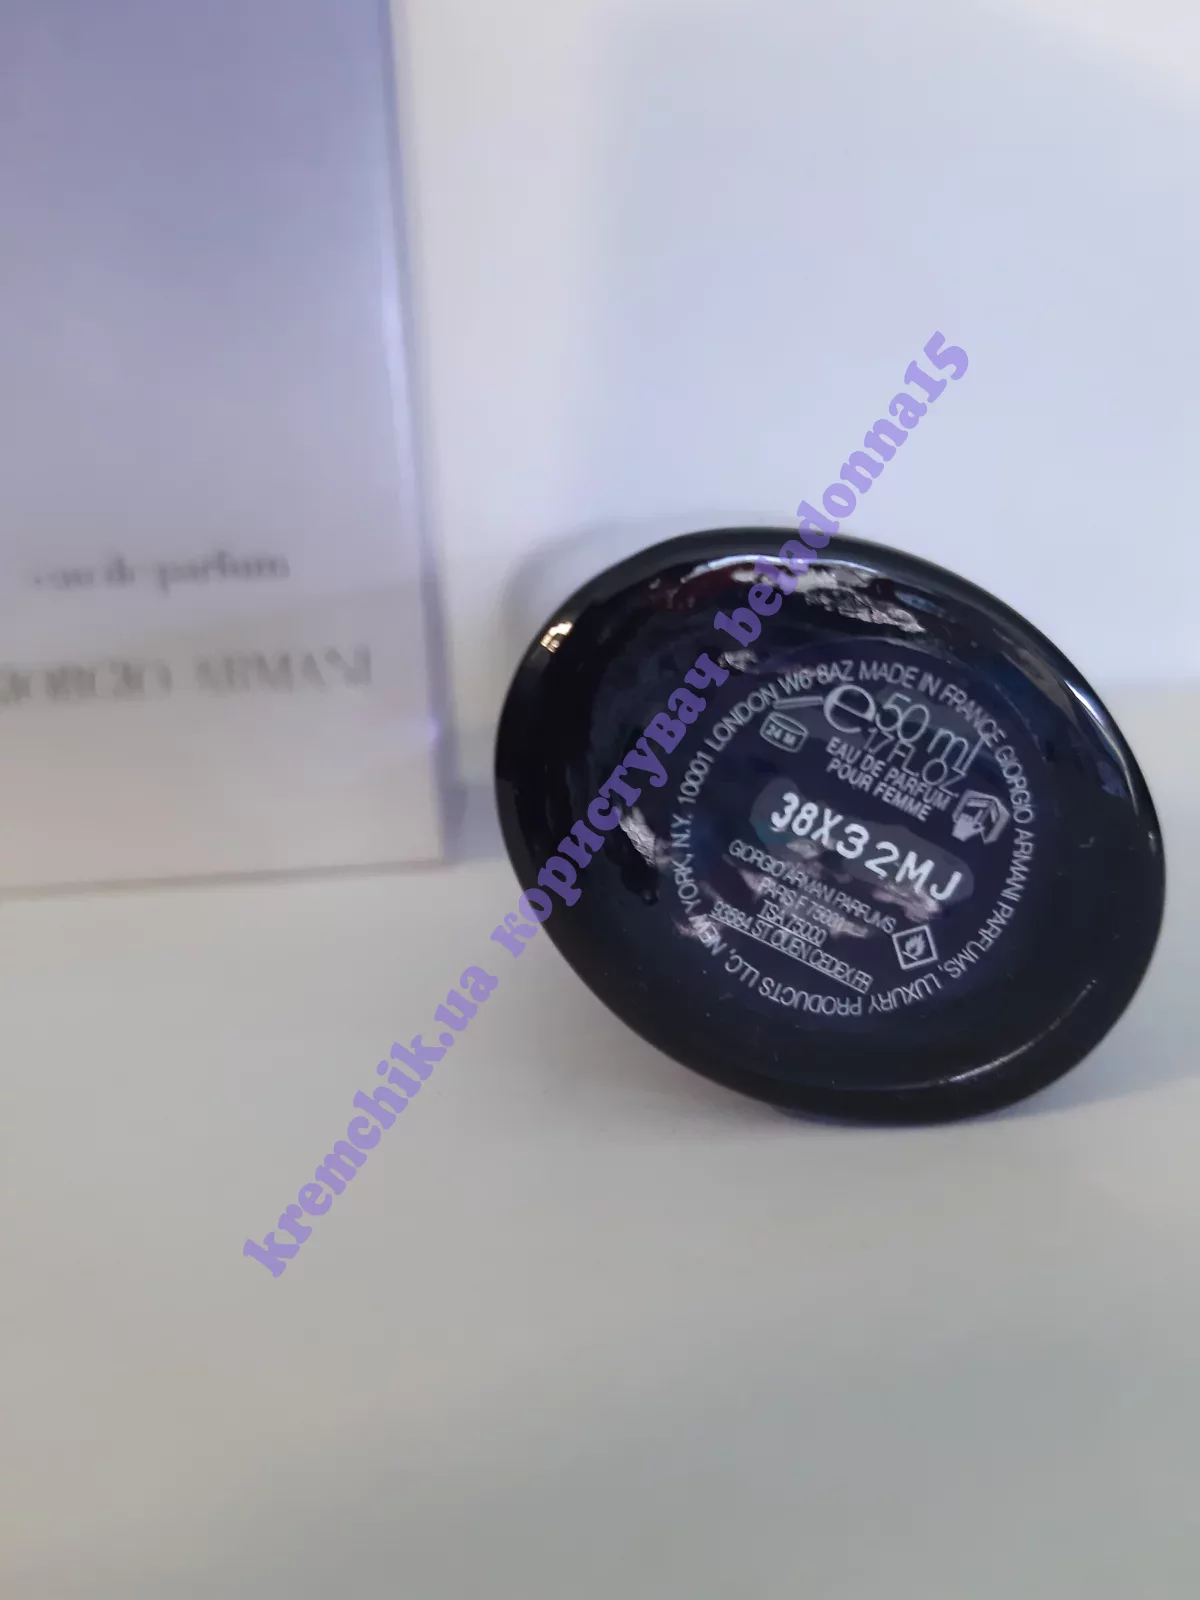 eau de parfum
GIORGIO ARMANI
kremchik.ua користувач beladonna15
GIORGIO ARMANI PARFUMS, LUXURY PRODUCTS LLC, NEW YORK, N.Y. 10001 LONDON W6 8AZ MADE IN FRANCE
e 50 ml
1.7 FL. OZ
24 M
EAU DE PARFUM
POUR FEMME
38X32MJ
GIORGIO ARMANI PARFUMS
PARIS F 75001
TSA 75000
93584 ST OUEN CEDEX FR